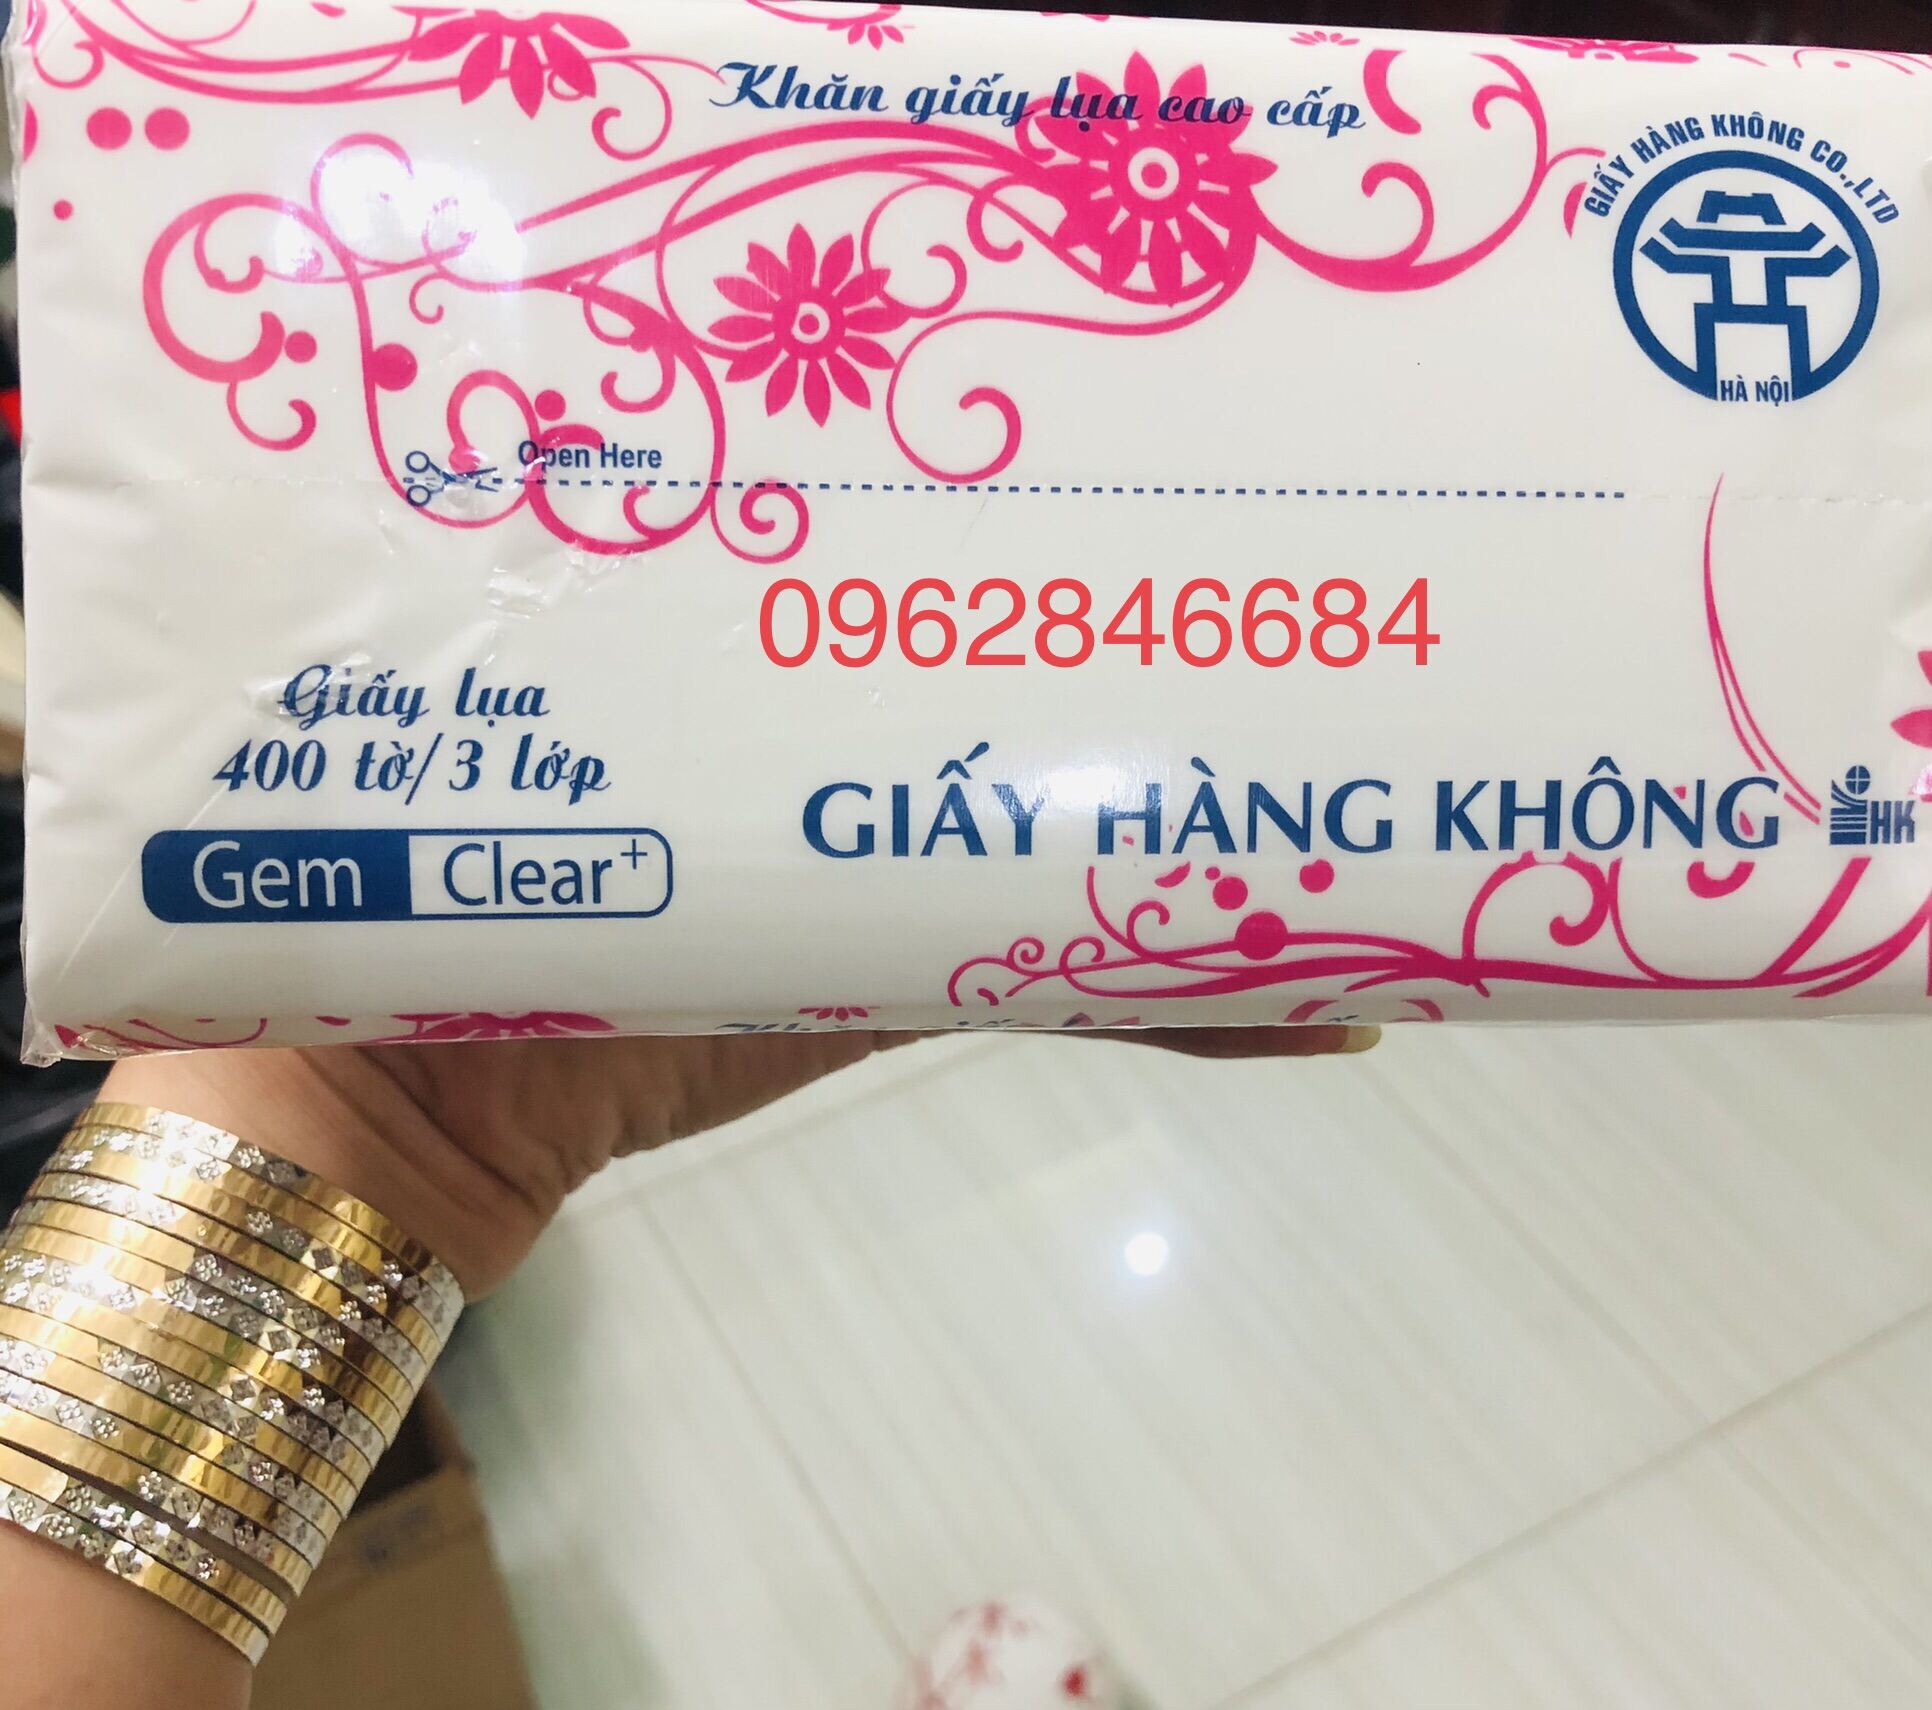 Khăn giấy lụa cao cấp
GIẤY HÀNG KHÔNG CO.,LTD
HÀ NỘI
Open Here
0962846684
Giấy lụa
400 tờ/3 lớp
Gem Clear+
GIẤY HÀNG KHÔNG
HK